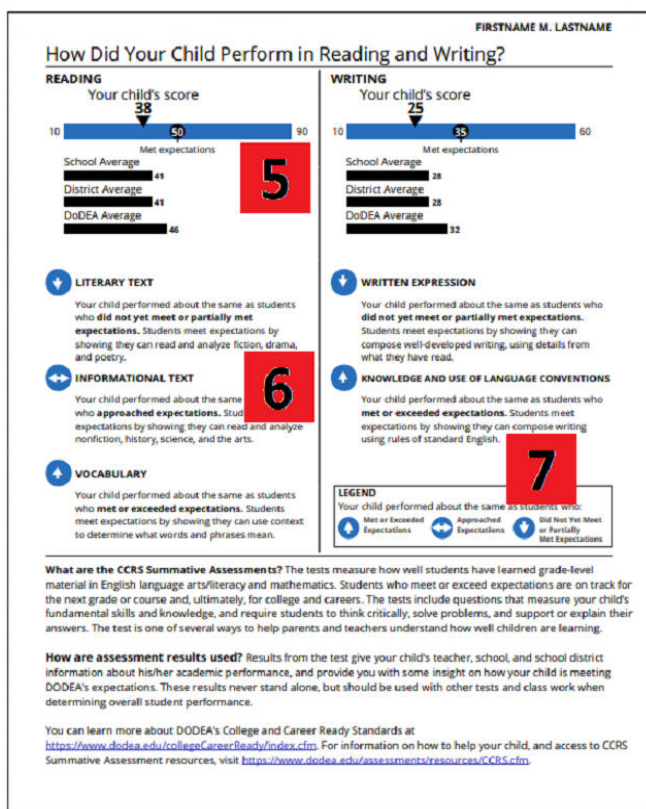 FIRSTNAME M. LASTNAME
How Did Your Child Perform in Reading and Writing?
READING
Your child's score
38
10
50
90
Met expectations
School Average
41
District Average
41
DoDEA Average
46
5
LITERARY TEXT
Your child performed about the same as students
who did not yet meet or partially met
expectations. Students meet expectations by
showing they can read and analyze fiction, drama,
and poetry.
INFORMATIONAL TEXT
Your child performed about the same
who approached expectations. Stud
expectations by showing they can read and analyze
nonfiction, history, science, and the arts.
6
VOCABULARY
Your child performed about the same as students
who met or exceeded expectations. Students
meet expectations by showing they can use context
to determine what words and phrases mean.
WRITING
Your child's score
25
10
35
60
Met expectations
School Average
28
District Average
28
DoDEA Average
32
WRITTEN EXPRESSION
Your child performed about the same as students who
did not yet meet or partially met expectations.
Students meet expectations by showing they can
compose well-developed writing, using details from
what they have read.
KNOWLEDGE AND USE OF LANGUAGE CONVENTIONS
Your child performed about the same as students who
met or exceeded expectations. Students meet
expectations by showing they can compose writing
using rules of standard English.
7
LEGEND
Your child performed about the same as students who:
Met or Exceeded
Expectations
Approached
Expectations
Did Not Yet Meet
or Partially
Met Expectations
What are the CCRS Summative Assessments? The tests measure how well students have learned grade-level
material in English language arts/literacy and mathematics. Students who meet or exceed expectations are on track for
the next grade or course and, ultimately, for college and careers. The tests include questions that measure your child's
fundamental skills and knowledge, and require students to think critically, solve problems, and support or explain their
answers. The test is one of several ways to help parents and teachers understand how well children are learning.
How are assessment results used? Results from the test give your child's teacher, school, and school district
information about his/her academic performance, and provide you with some insight on how your child is meeting
DODEA's expectations. These results never stand alone, but should be used with other tests and class work when
determining overall student performance.
You can learn more about DODEA's College and Career Ready Standards at
https://www.dodea.edu/collegeCareerReady/index.cfm. For information on how to help your child, and access to CCRS
Summative Assessment resources, visit https://www.dodea.edu/assessments/resources/CCRS.cfm.